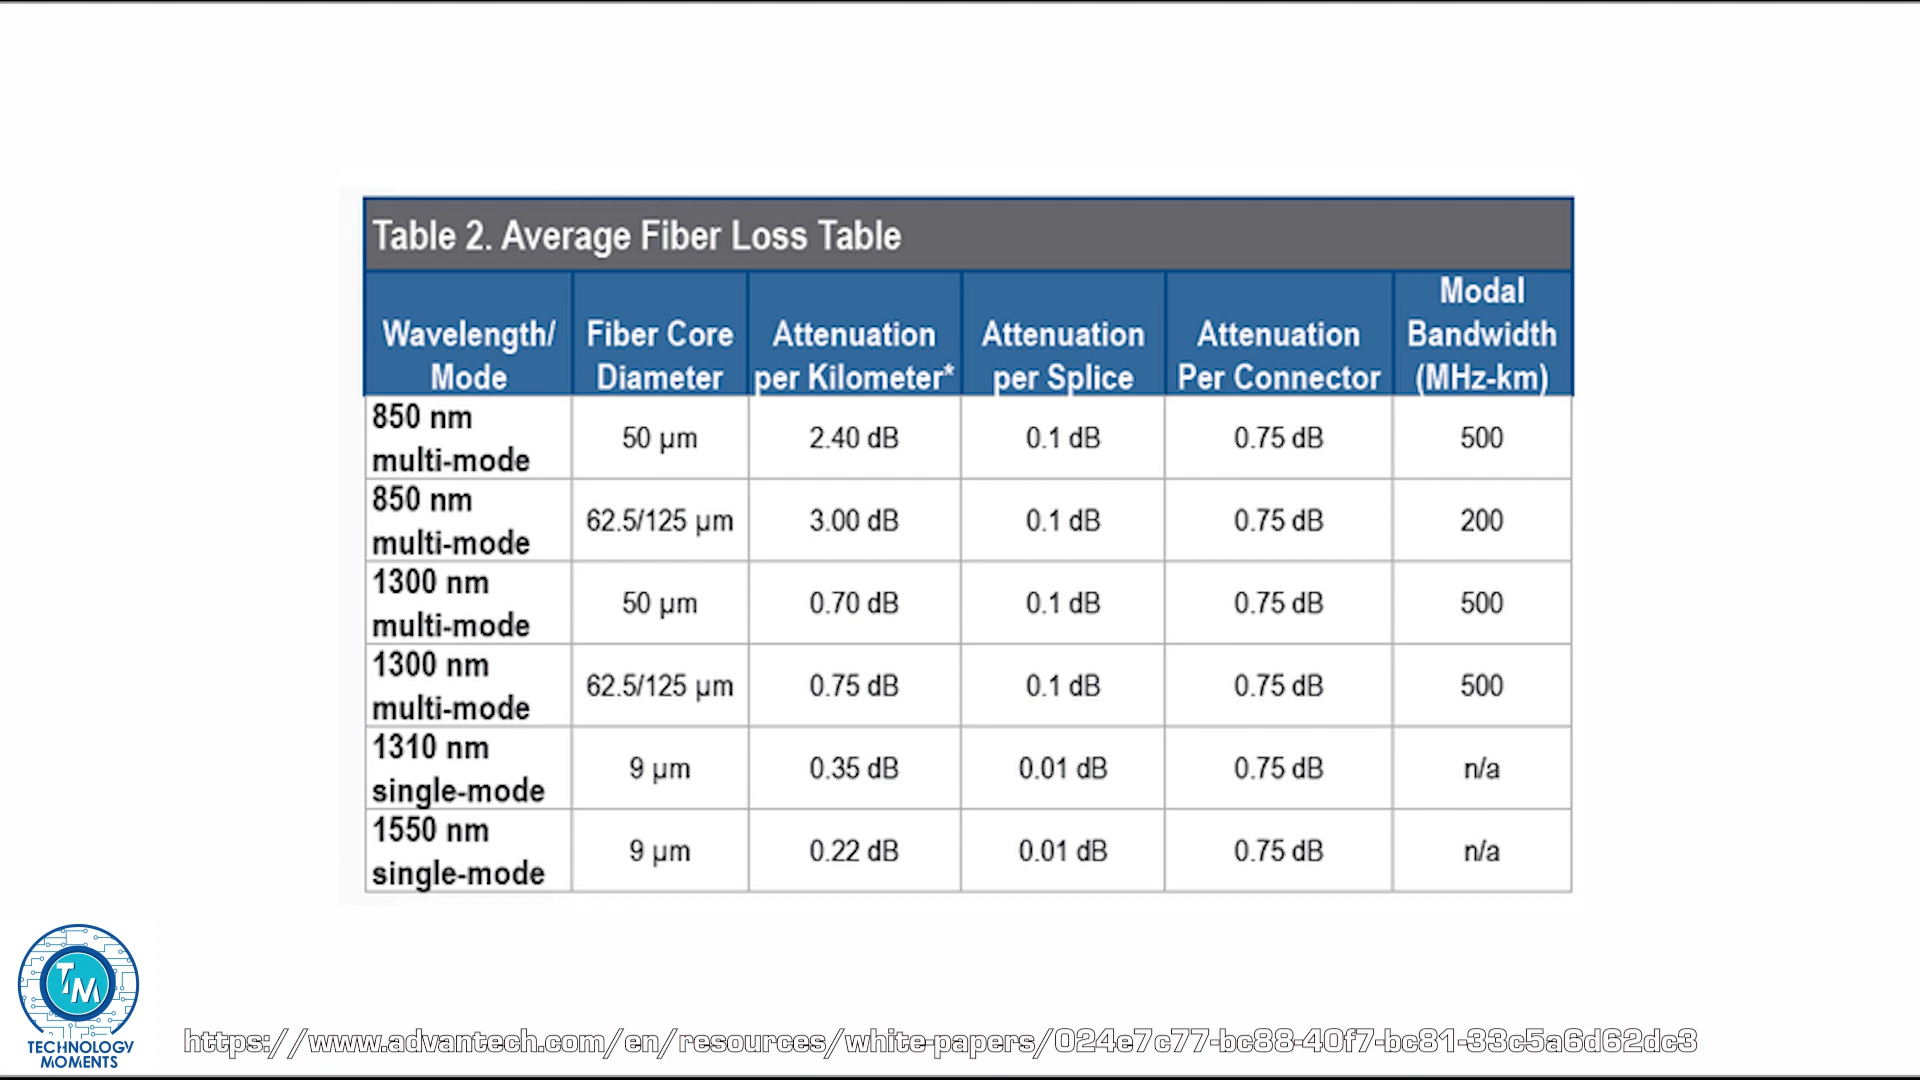 Table 2. Average Fiber Loss Table
Wavelength/
Mode
Fiber Core
Diameter
Attenuation
per Kilometer*
Attenuation
per Splice
Attenuation
Per Connector
Modal
Bandwidth
(MHz-km)
850 nm
multi-mode
50 µm
2.40 dB
0.1 dB
0.75 dB
500
850 nm
multi-mode
62.5/125 µm
3.00 dB
0.1 dB
0.75 dB
200
1300 nm
multi-mode
50 µm
0.70 dB
0.1 dB
0.75 dB
500
1300 nm
multi-mode
62.5/125 µm
0.75 dB
0.1 dB
0.75 dB
500
1310 nm
single-mode
9 µm
0.35 dB
0.01 dB
0.75 dB
n/a
1550 nm
single-mode
9 µm
0.22 dB
0.01 dB
0.75 dB
n/a
TM
TECHNOLOGY
MOMENTS
https://www.advantech.com/en/resources/white-papers/024e7c77-bc88-40f7-bc81-33c5a6d62dc3